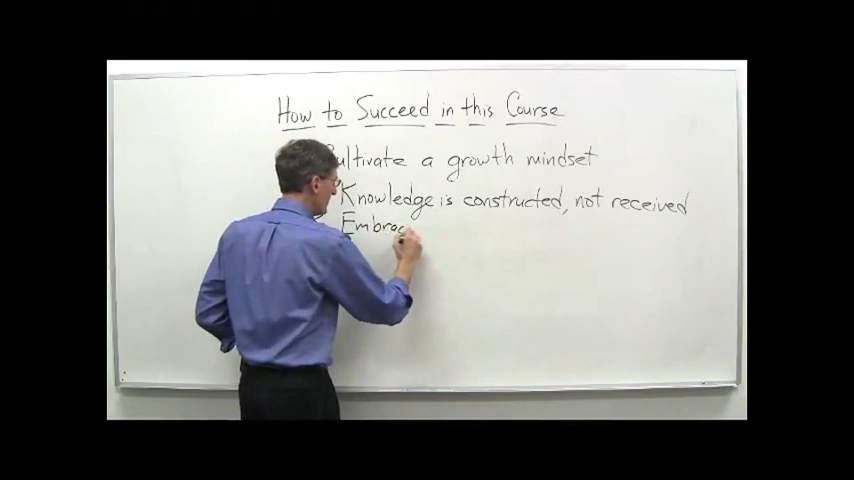 How to Succeed in this Course
ultivate a growth mindset
Knowledge is constructed, not received
Embrac